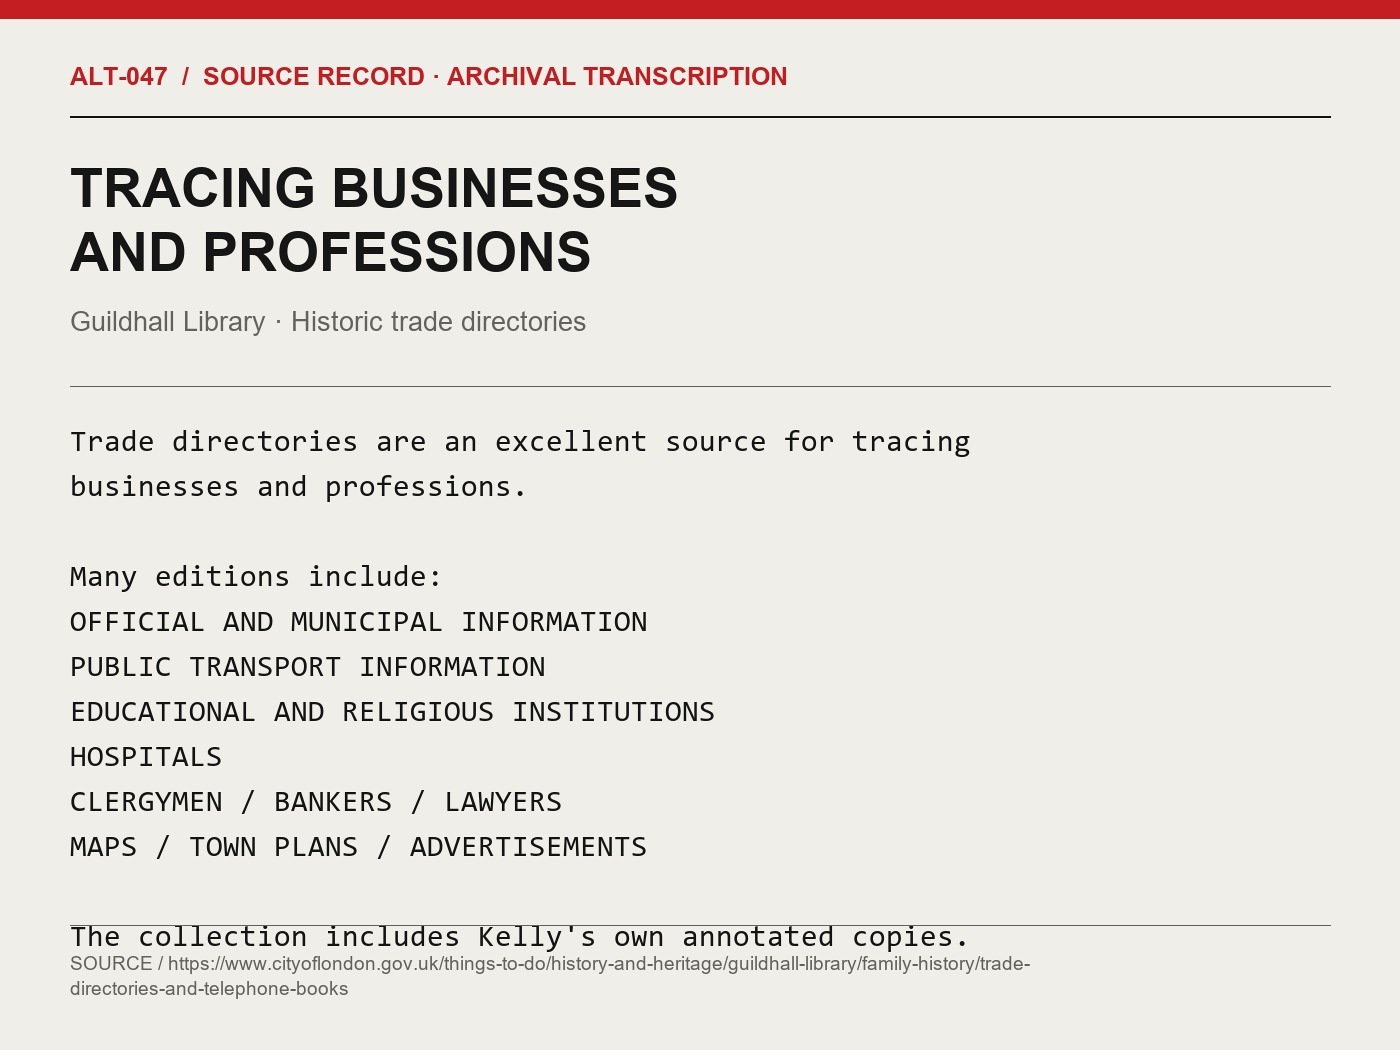 ALT-047 / SOURCE RECORD · ARCHIVAL TRANSCRIPTION
TRACING BUSINESSES
AND PROFESSIONS
Guildhall Library · Historic trade directories
Trade directories are an excellent source for tracing
businesses and professions.
Many editions include:
OFFICIAL AND MUNICIPAL INFORMATION
PUBLIC TRANSPORT INFORMATION
EDUCATIONAL AND RELIGIOUS INSTITUTIONS
HOSPITALS
CLERGYMEN / BANKERS / LAWYERS
MAPS / TOWN PLANS / ADVERTISEMENTS
The collection includes Kelly's own annotated copies.
SOURCE / https://www.cityoflondon.gov.uk/things-to-do/history-and-heritage/guildhall-library/family-history/trade-
directories-and-telephone-books